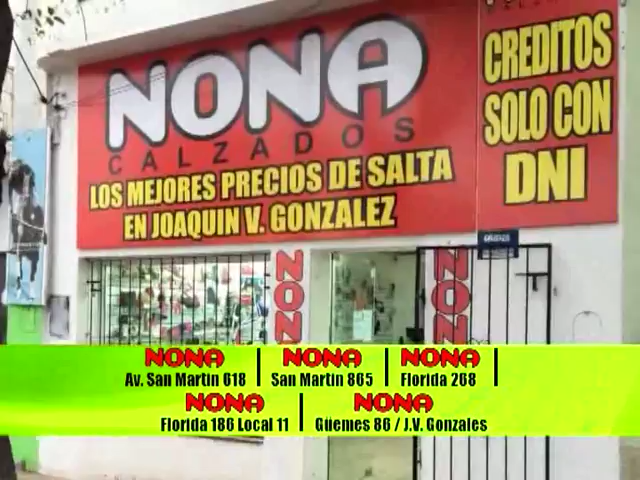 NONA
CALZADOS
LOS MEJORES PRECIOS DE SALTA
EN JOAQUIN V. GONZALEZ
CREDITOS
SOLO CON
DNI
NONA
NONA
NONA
Av. San Martin 618
NONA
San Martin 865
NONA
Florida 268
NONA
Florida 186 Local 11
NONA
Güemes 86 / J.V. Gonzales